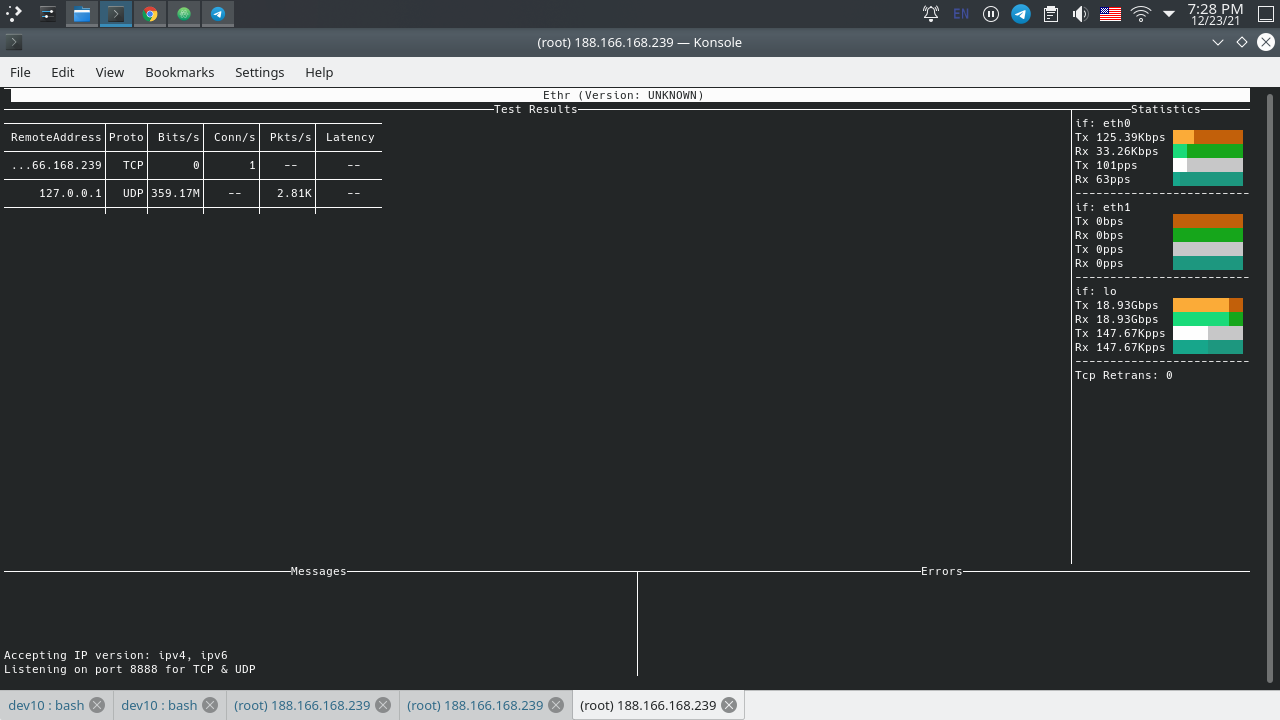 EN
7:28 PM
12/23/21
(root) 188.166.168.239 — Konsole
File Edit View Bookmarks Settings Help
Ethr (Version: UNKNOWN)
Test Results
RemoteAddress Proto Bits/s Conn/s Pkts/s Latency
...66.168.239 TCP 0 1 -- --
127.0.0.1 UDP 359.17M -- 2.81K --
Statistics
if: eth0
Tx 125.39Kbps
Rx 33.26Kbps
Tx 101pps
Rx 63pps
-------------------------
if: eth1
Tx 0bps
Rx 0bps
Tx 0pps
Rx 0pps
-------------------------
if: lo
Tx 18.93Gbps
Rx 18.93Gbps
Tx 147.67Kpps
Rx 147.67Kpps
-------------------------
Tcp Retrans: 0
Messages
Accepting IP version: ipv4, ipv6
Listening on port 8888 for TCP & UDP
Errors
dev10 : bash dev10 : bash (root) 188.166.168.239 (root) 188.166.168.239 (root) 188.166.168.239